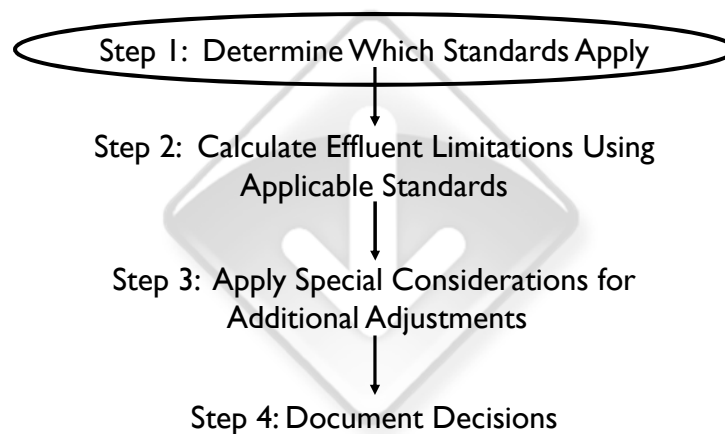 Step 1: Determine Which Standards Apply
Step 2: Calculate Effluent Limitations Using
Applicable Standards
Step 3: Apply Special Considerations for
Additional Adjustments
Step 4: Document Decisions